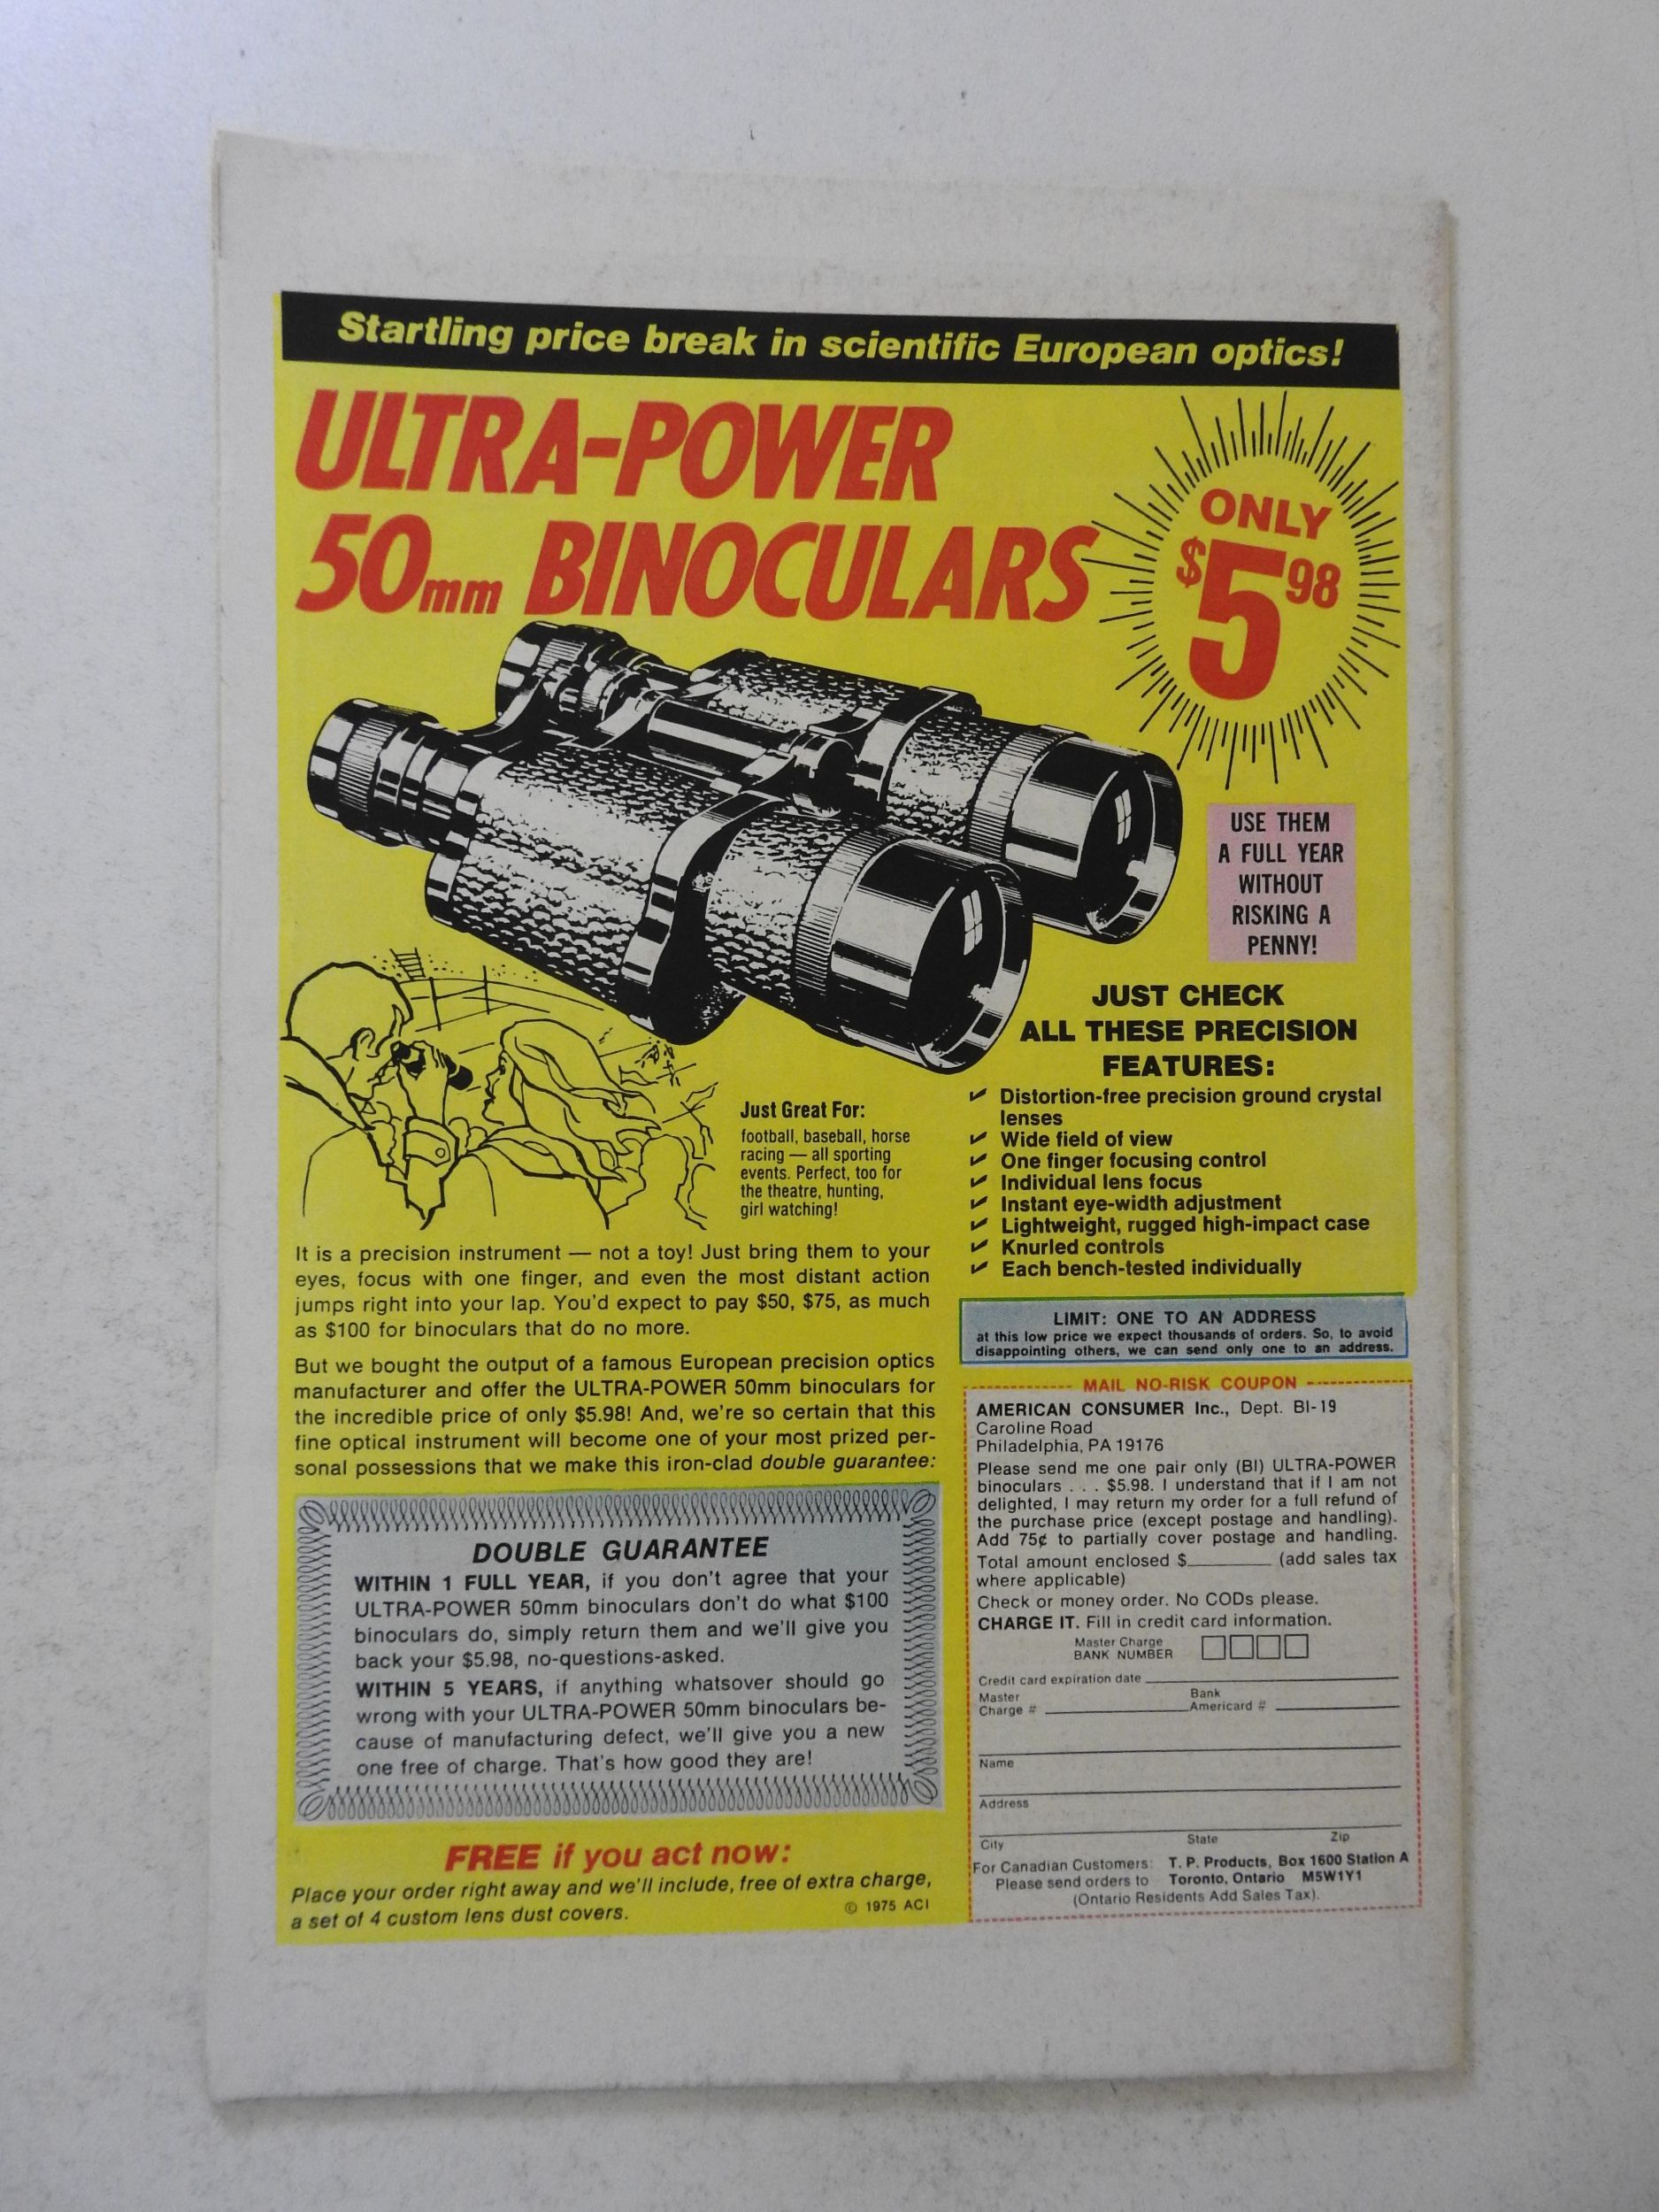 Startling price break in scientific European optics!
ULTRA-POWER
50mm BINOCULARS
ONLY
$5 98
USE THEM
A FULL YEAR
WITHOUT
RISKING A
PENNY!
JUST CHECK
ALL THESE PRECISION
FEATURES:
✔ Distortion-free precision ground crystal
lenses
✔ Wide field of view
✔ One finger focusing control
✔ Individual lens focus
✔ Instant eye-width adjustment
✔ Lightweight, rugged high-impact case
✔ Knurled controls
✔ Each bench-tested individually
Just Great For:
football, baseball, horse
racing — all sporting
events. Perfect, too for
the theatre, hunting,
girl watching!
It is a precision instrument — not a toy! Just bring them to your
eyes, focus with one finger, and even the most distant action
jumps right into your lap. You'd expect to pay $50, $75, as much
as $100 for binoculars that do no more.
But we bought the output of a famous European precision optics
manufacturer and offer the ULTRA-POWER 50mm binoculars for
the incredible price of only $5.98! And, we're so certain that this
fine optical instrument will become one of your most prized per-
sonal possessions that we make this iron-clad double guarantee:
DOUBLE GUARANTEE
WITHIN 1 FULL YEAR, if you don't agree that your
ULTRA-POWER 50mm binoculars don't do what $100
binoculars do, simply return them and we'll give you
back your $5.98, no-questions-asked.
WITHIN 5 YEARS, if anything whatsover should go
wrong with your ULTRA-POWER 50mm binoculars be-
cause of manufacturing defect, we'll give you a new
one free of charge. That's how good they are!
FREE if you act now:
Place your order right away and we'll include, free of extra charge,
a set of 4 custom lens dust covers.
© 1975 ACI
LIMIT: ONE TO AN ADDRESS
at this low price we expect thousands of orders. So, to avoid
disappointing others, we can send only one to an address.
MAIL NO-RISK COUPON
AMERICAN CONSUMER Inc., Dept. BI-19
Caroline Road
Philadelphia, PA 19176
Please send me one pair only (BI) ULTRA-POWER
binoculars . . . $5.98. I understand that if I am not
delighted, I may return my order for a full refund of
the purchase price (except postage and handling).
Add 75¢ to partially cover postage and handling.
Total amount enclosed $________ (add sales tax
where applicable)
Check or money order. No CODs please.
CHARGE IT. Fill in credit card information.
Master Charge
BANK NUMBER
Credit card expiration date
Master Bank
Charge # Americard #
Name
Address
City State Zip
For Canadian Customers: T. P. Products, Box 1600 Station A
Please send orders to Toronto, Ontario M5W1Y1
(Ontario Residents Add Sales Tax).